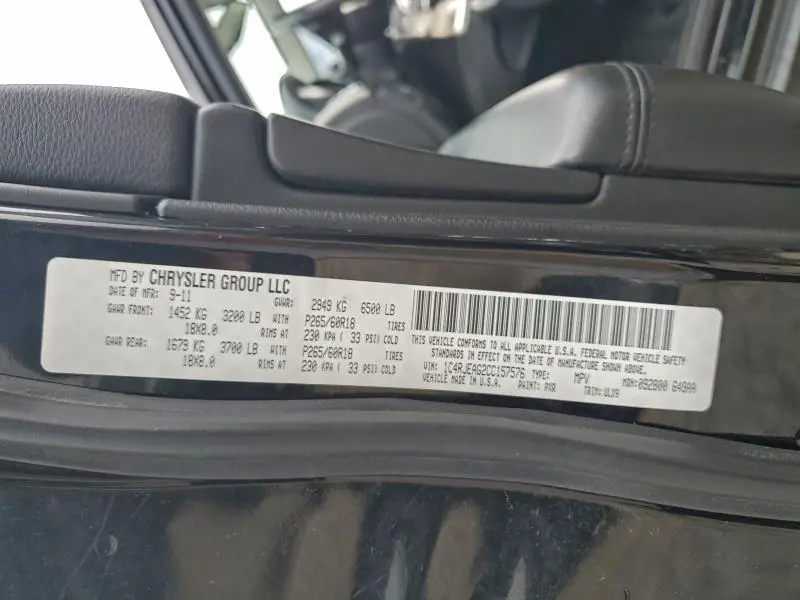 MFD BY CHRYSLER GROUP LLC
DATE OF MFR: 9-11 GVWR: 2949 KG 6500 LB
GAWR FRONT: 1452 KG 3200 LB WITH P265/60R18 TIRES
18X8.0 RIMS AT 230 KPA ( 33 PSI) COLD
GAWR REAR: 1679 KG 3700 LB WITH P265/60R18 TIRES
18X8.0 RIMS AT 230 KPA ( 33 PSI) COLD
THIS VEHICLE CONFORMS TO ALL APPLICABLE U.S.A. FEDERAL MOTOR VEHICLE SAFETY
STANDARDS IN EFFECT ON THE DATE OF MANUFACTURE SHOWN ABOVE.
VIN: 1C4RJEAG2CC157576 TYPE: MPV MDH: 092800 649AA
VEHICLE MADE IN U.S.A. PAINT: PXR TRIM: ULX9